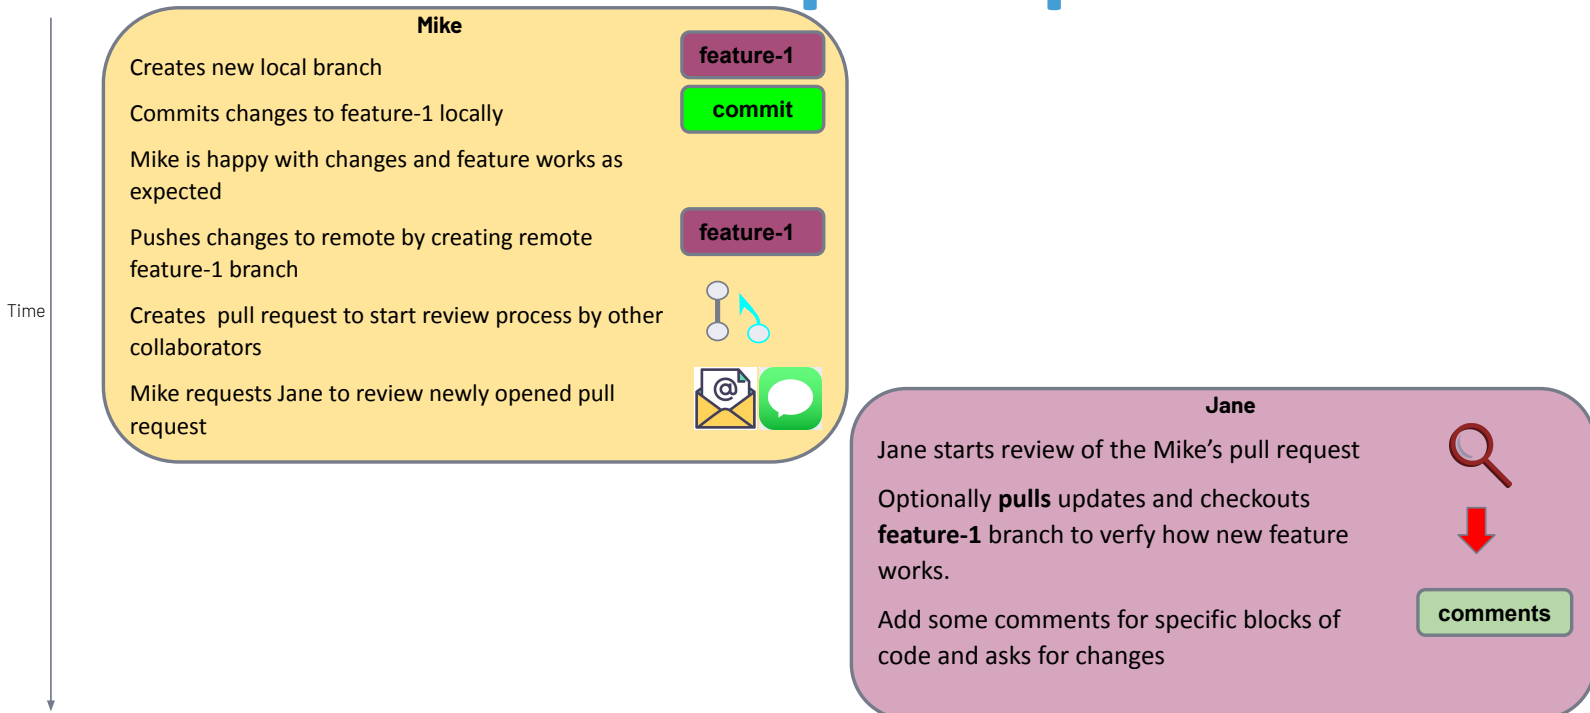 Mike
Creates new local branch
feature-1
Commits changes to feature-1 locally
commit
Mike is happy with changes and feature works as
expected
Pushes changes to remote by creating remote
feature-1 branch
feature-1
Time
Creates  pull request to start review process by other
collaborators
Mike requests Jane to review newly opened pull
request
@
Jane
Jane starts review of the Mike’s pull request
Optionally pulls updates and checkouts
feature-1 branch to verfy how new feature
works.
Add some comments for specific blocks of
code and asks for changes
comments